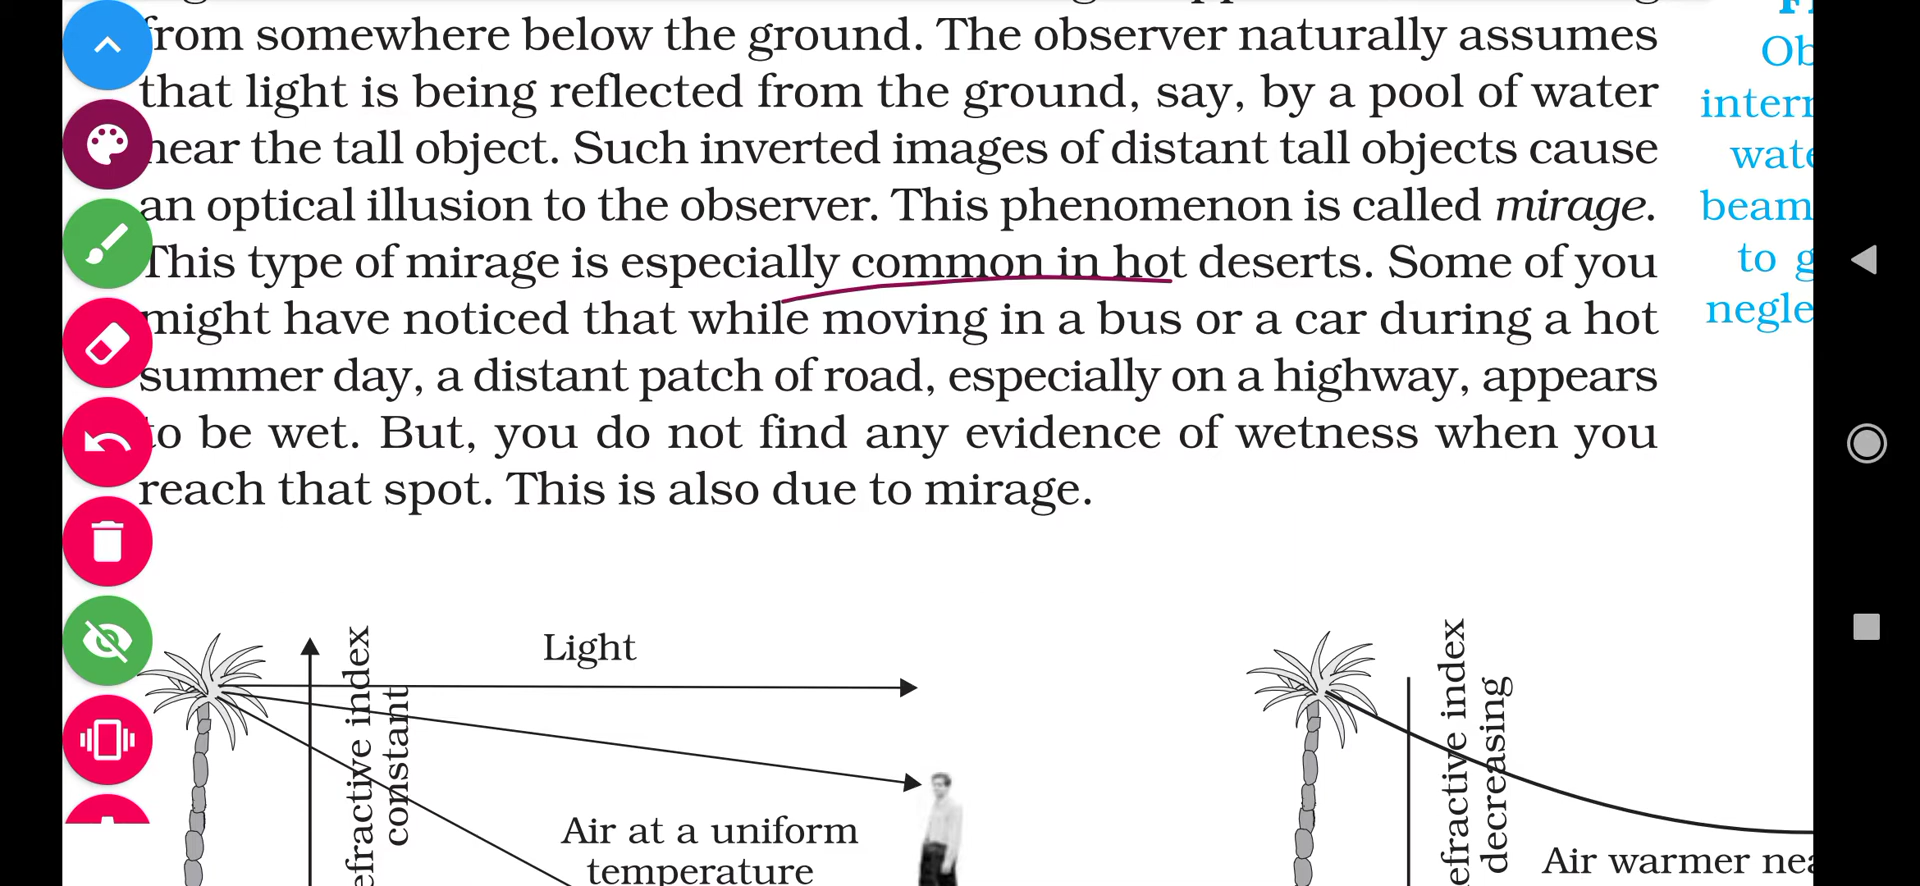 from somewhere below the ground. The observer naturally assumes
that light is being reflected from the ground, say, by a pool of water
near the tall object. Such inverted images of distant tall objects cause
an optical illusion to the observer. This phenomenon is called mirage.
This type of mirage is especially common in hot deserts. Some of you
might have noticed that while moving in a bus or a car during a hot
summer day, a distant patch of road, especially on a highway, appears
to be wet. But, you do not find any evidence of wetness when you
reach that spot. This is also due to mirage.
Ob
intern
wate
beam
to g
negle
Light
efractive index
constant
Air at a uniform
temperature
efractive index
decreasing
Air warmer nea